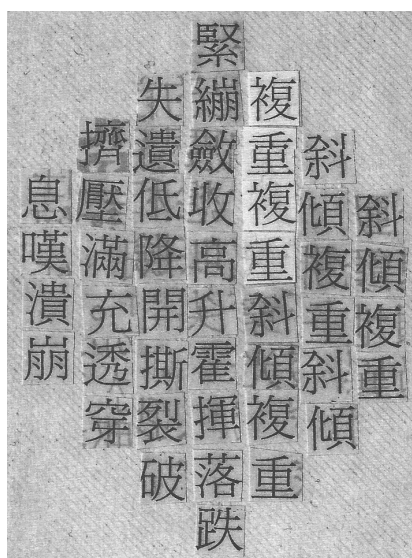 重複傾斜
傾斜重複傾斜
重複傾斜重複重複
跌落揮霍升高收斂繃緊
破裂撕開降低遺失
穿透充滿壓擠
崩潰嘆息